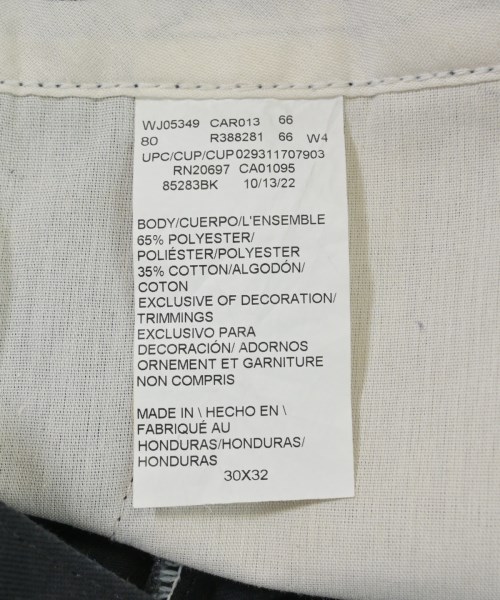 WJ05349 CAR013 66
80 R388281 66 W4
UPC/CUP/CUP029311707903
RN20697 CA01095
85283BK 10/13/22
BODY/CUERPO/L'ENSEMBLE
65% POLYESTER/
POLIÉSTER/POLYESTER
35% COTTON/ALGODÓN/
COTON
EXCLUSIVE OF DECORATION/
TRIMMINGS
EXCLUSIVO PARA
DECORACIÓN/ ADORNOS
ORNEMENT ET GARNITURE
NON COMPRIS
MADE IN \ HECHO EN \
FABRIQUÉ AU
HONDURAS/HONDURAS/
HONDURAS
30X32